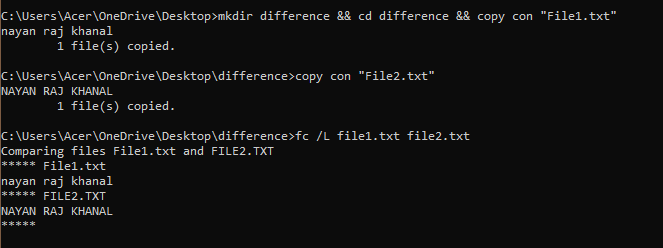 C:\Users\Acer\OneDrive\Desktop>mkdir difference && cd difference && copy con "File1.txt"
nayan raj khanal
        1 file(s) copied.
C:\Users\Acer\OneDrive\Desktop\difference>copy con "File2.txt"
NAYAN RAJ KHANAL
        1 file(s) copied.
C:\Users\Acer\OneDrive\Desktop\difference>fc /L file1.txt file2.txt
Comparing files File1.txt and FILE2.TXT
***** File1.txt
nayan raj khanal
***** FILE2.TXT
NAYAN RAJ KHANAL
*****